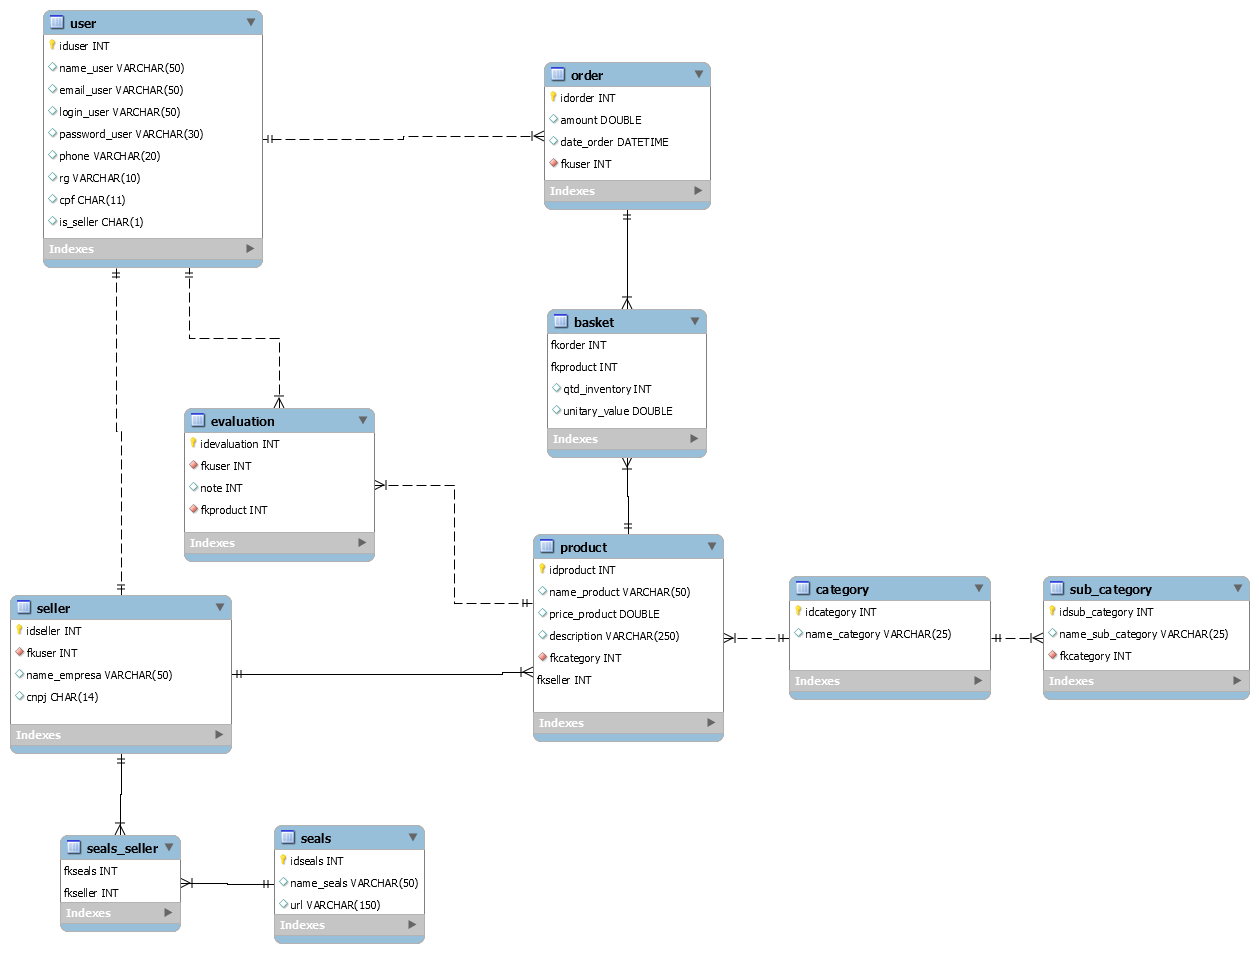 user
iduser INT
name_user VARCHAR(50)
email_user VARCHAR(50)
login_user VARCHAR(50)
password_user VARCHAR(30)
phone VARCHAR(20)
rg VARCHAR(10)
cpf CHAR(11)
is_seller CHAR(1)
Indexes
order
idorder INT
amount DOUBLE
date_order DATETIME
fkuser INT
Indexes
basket
fkorder INT
fkproduct INT
qtd_inventory INT
unitary_value DOUBLE
Indexes
evaluation
idevaluation INT
fkuser INT
note INT
fkproduct INT
Indexes
product
idproduct INT
name_product VARCHAR(50)
price_product DOUBLE
description VARCHAR(250)
fkcategory INT
fkseller INT
Indexes
category
idcategory INT
name_category VARCHAR(25)
Indexes
sub_category
idsub_category INT
name_sub_category VARCHAR(25)
fkcategory INT
Indexes
seller
idseller INT
fkuser INT
name_empresa VARCHAR(50)
cnpj CHAR(14)
Indexes
seals_seller
fkseals INT
fkseller INT
Indexes
seals
idseals INT
name_seals VARCHAR(50)
url VARCHAR(150)
Indexes